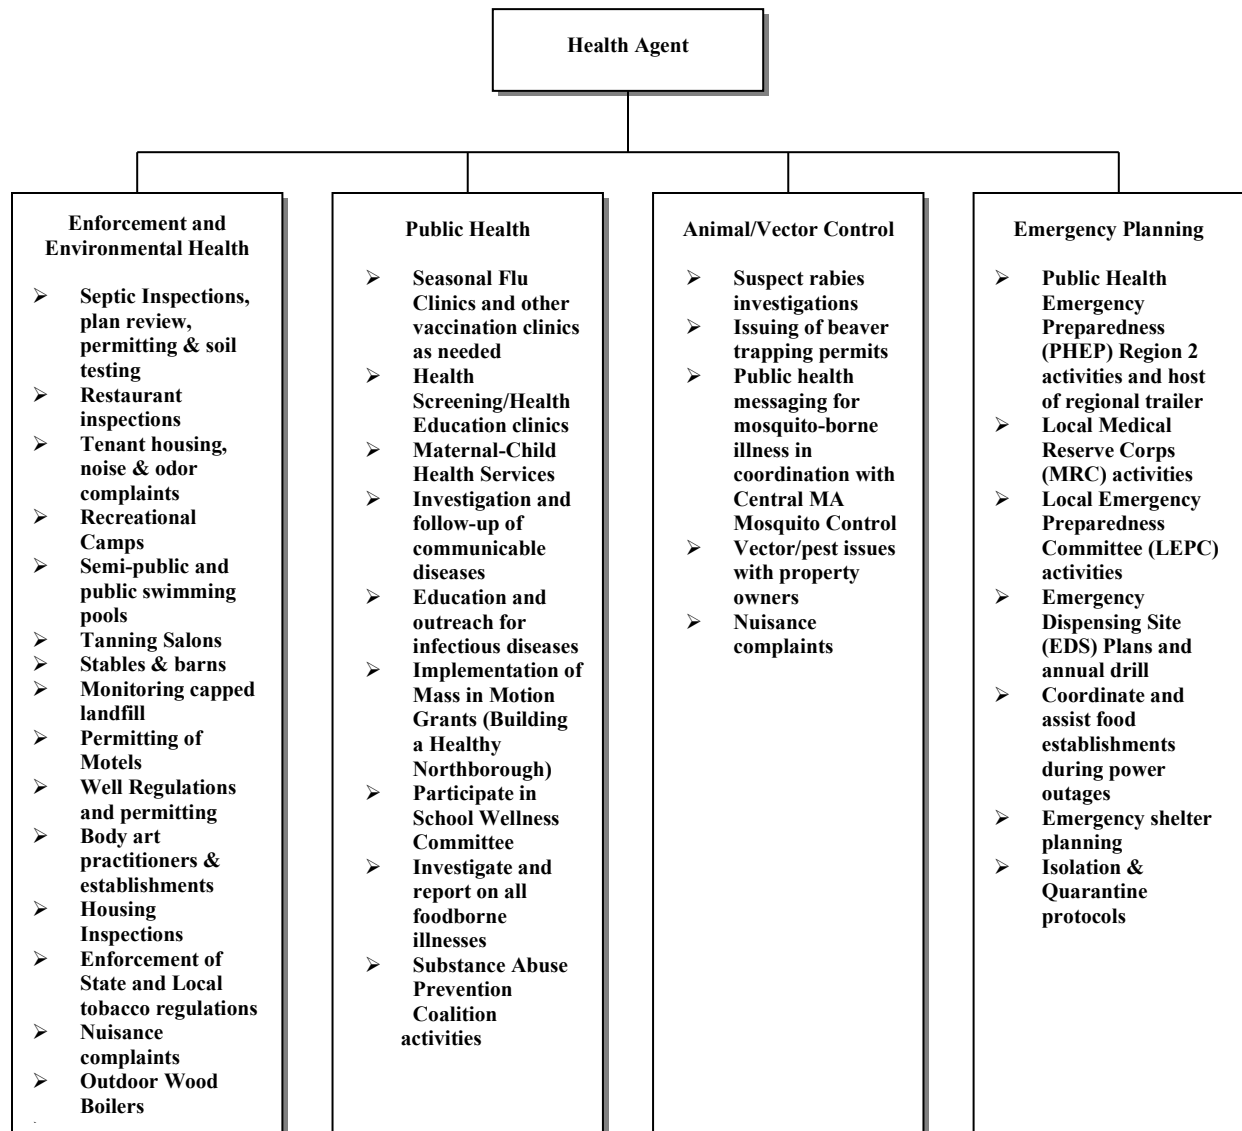 Health Agent
Enforcement and
Environmental Health
➢ Septic Inspections,
plan review,
permitting & soil
testing
➢ Restaurant
inspections
➢ Tenant housing,
noise & odor
complaints
➢ Recreational
Camps
➢ Semi-public and
public swimming
pools
➢ Tanning Salons
➢ Stables & barns
➢ Monitoring capped
landfill
➢ Permitting of
Motels
➢ Well Regulations
and permitting
➢ Body art
practitioners &
establishments
➢ Housing
Inspections
➢ Enforcement of
State and Local
tobacco regulations
➢ Nuisance
complaints
➢ Outdoor Wood
Boilers
Public Health
➢ Seasonal Flu
Clinics and other
vaccination clinics
as needed
➢ Health
Screening/Health
Education clinics
➢ Maternal-Child
Health Services
➢ Investigation and
follow-up of
communicable
diseases
➢ Education and
outreach for
infectious diseases
➢ Implementation of
Mass in Motion
Grants (Building
a Healthy
Northborough)
➢ Participate in
School Wellness
Committee
➢ Investigate and
report on all
foodborne
illnesses
➢ Substance Abuse
Prevention
Coalition
activities
Animal/Vector Control
➢ Suspect rabies
investigations
➢ Issuing of beaver
trapping permits
➢ Public health
messaging for
mosquito-borne
illness in
coordination with
Central MA
Mosquito Control
➢ Vector/pest issues
with property
owners
➢ Nuisance
complaints
Emergency Planning
➢ Public Health
Emergency
Preparedness
(PHEP) Region 2
activities and host
of regional trailer
➢ Local Medical
Reserve Corps
(MRC) activities
➢ Local Emergency
Preparedness
Committee (LEPC)
activities
➢ Emergency
Dispensing Site
(EDS) Plans and
annual drill
➢ Coordinate and
assist food
establishments
during power
outages
➢ Emergency shelter
planning
➢ Isolation &
Quarantine
protocols